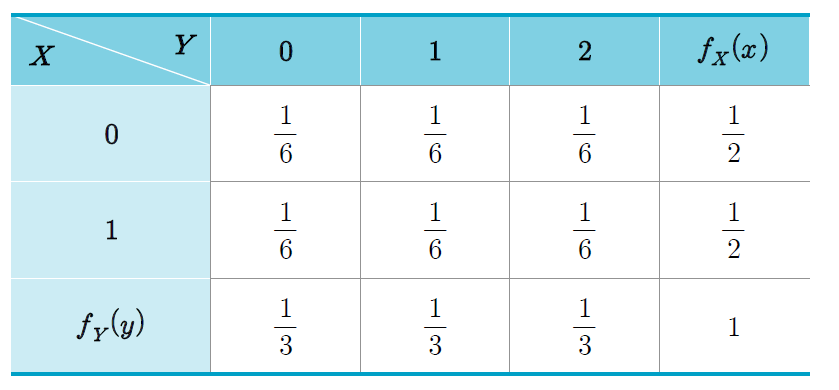 X Y 0 1 2 f_X(x)
0 1/6 1/6 1/6 1/2
1 1/6 1/6 1/6 1/2
f_Y(y) 1/3 1/3 1/3 1